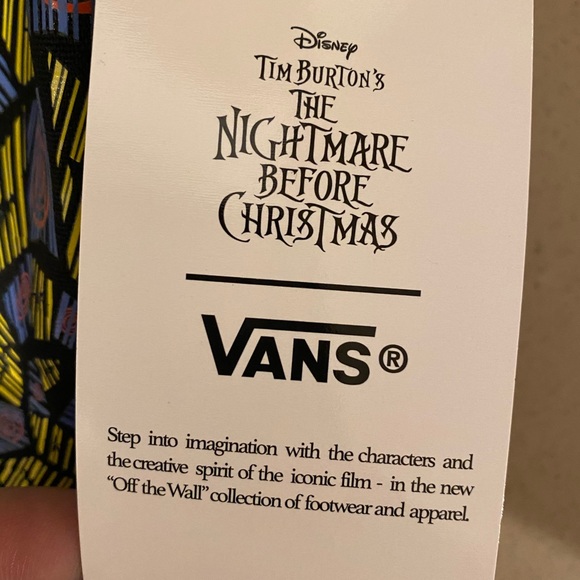 Disney
TIM BURTON'S
THE
NIGHTMARE
BEFORE
CHRISTMAS
VANS®
Step into imagination with the characters and
the creative spirit of the iconic film - in the new
"Off the Wall" collection of footwear and apparel.